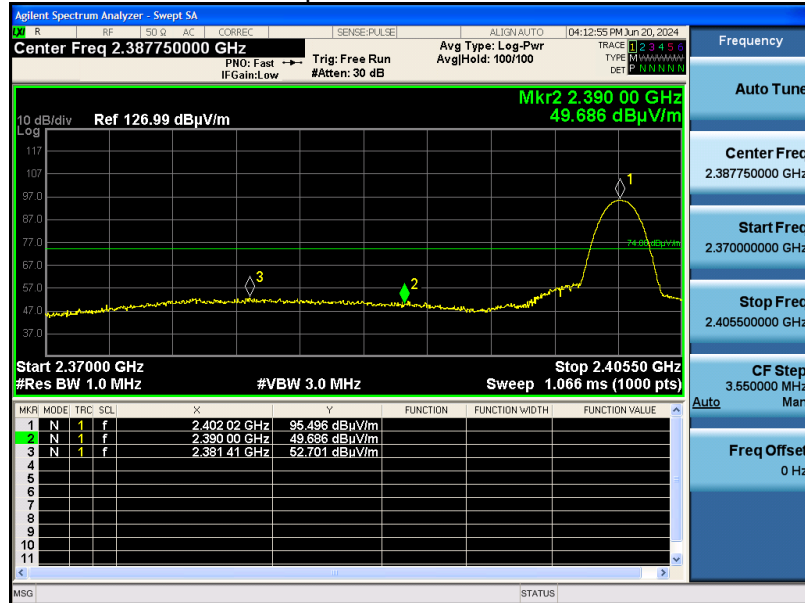 Agilent Spectrum Analyzer - Swept SA
LXI R RF 50 Ω AC CORREC SENSE:PULSE ALIGN AUTO 04:12:55 PM Jun 20, 2024
Center Freq 2.387750000 GHz
PNO: Fast
IFGain:Low
Trig: Free Run
#Atten: 30 dB
Avg Type: Log-Pwr
Avg|Hold: 100/100
TRACE 1 2 3 4 5 6
TYPE M
DET P N N N N N
Mkr2 2.390 00 GHz
49.686 dBµV/m
10 dB/div Ref 126.99 dBµV/m
Log
117
107
97.0
87.0
77.0
67.0
57.0
47.0
37.0
74.00 dBµV/m
1
2
3
Start 2.37000 GHz Stop 2.40550 GHz
#Res BW 1.0 MHz #VBW 3.0 MHz Sweep 1.066 ms (1000 pts)
MKR MODE TRC SCL X Y FUNCTION FUNCTION WIDTH FUNCTION VALUE
1 N 1 f 2.402 02 GHz 95.496 dBµV/m
2 N 1 f 2.390 00 GHz 49.686 dBµV/m
3 N 1 f 2.381 41 GHz 52.701 dBµV/m
4
5
6
7
8
9
10
11
MSG STATUS
Frequency
Auto Tune
Center Freq
2.387750000 GHz
Start Freq
2.370000000 GHz
Stop Freq
2.405500000 GHz
CF Step
3.550000 MHz
Auto Man
Freq Offset
0 Hz